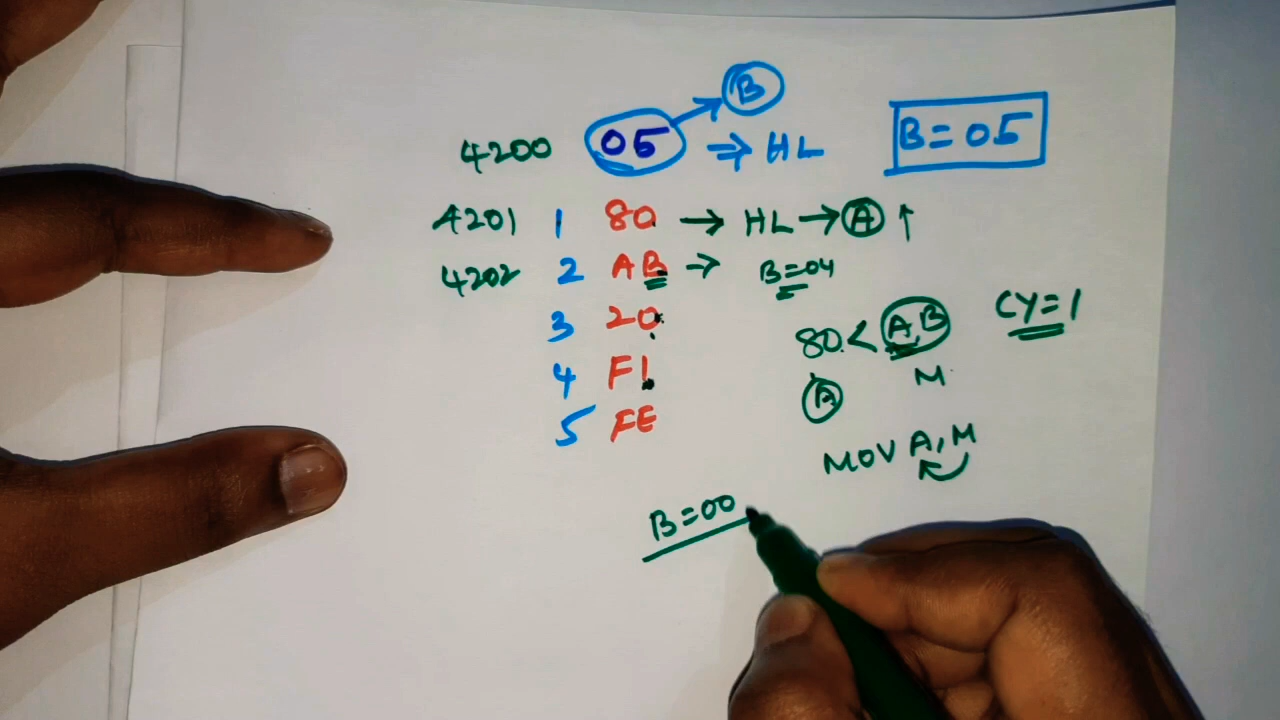 B
4200 05 → HL B=05
4201 1 80 → HL → A ↑
4202 2 AB → B=04
3 20
80 < A,B CY=1
4 F1 M
A
5 FE
MOV A,M
B=00